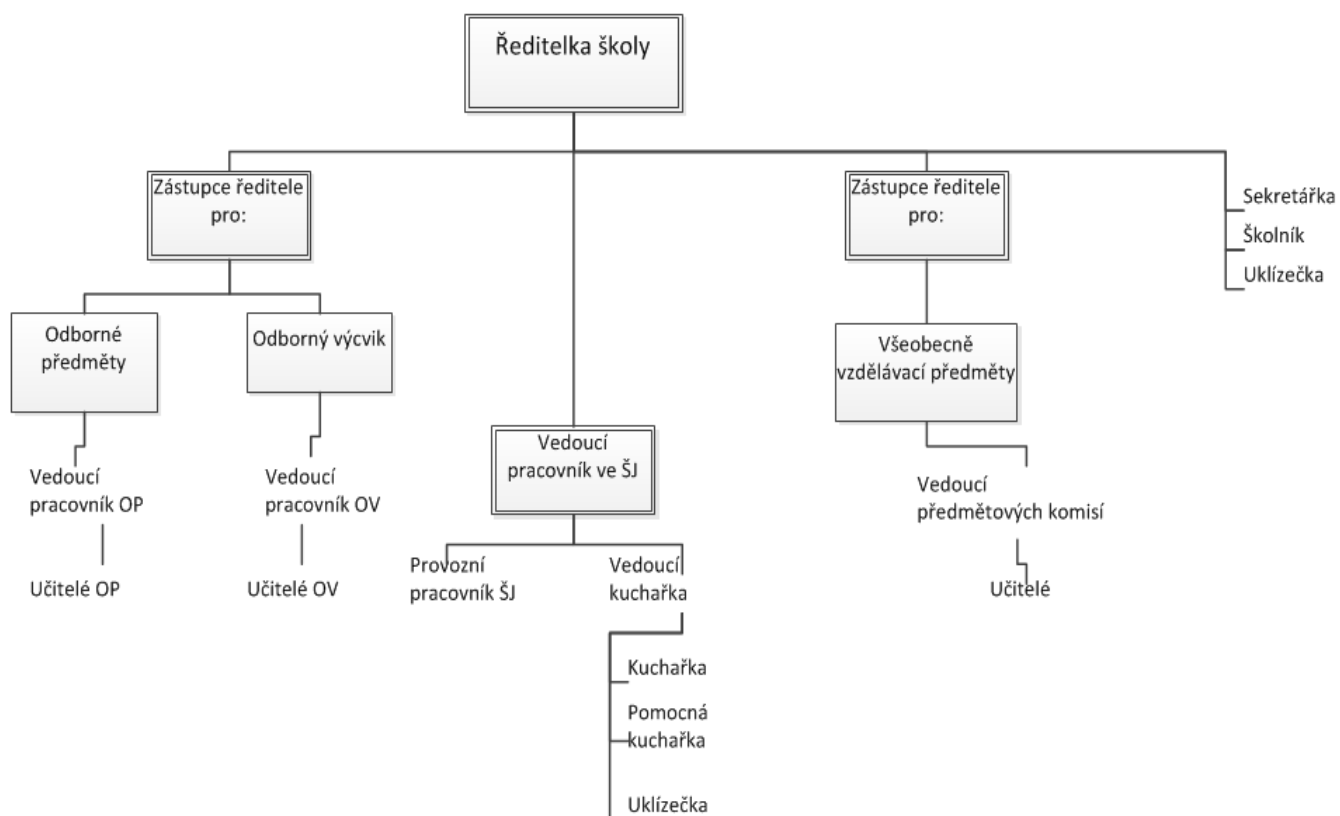 Ředitelka školy
Zástupce ředitele
pro:
Zástupce ředitele
pro:
Sekretářka
Školník
Uklízečka
Odborné
předměty
Odborný výcvik
Všeobecně
vzdělávací předměty
Vedoucí
pracovník ve ŠJ
Vedoucí
pracovník OP
Vedoucí
pracovník OV
Vedoucí
předmětových komisí
Učitelé OP
Učitelé OV
Provozní
pracovník ŠJ
Vedoucí
kuchařka
Učitelé
Kuchařka
Pomocná
kuchařka
Uklízečka